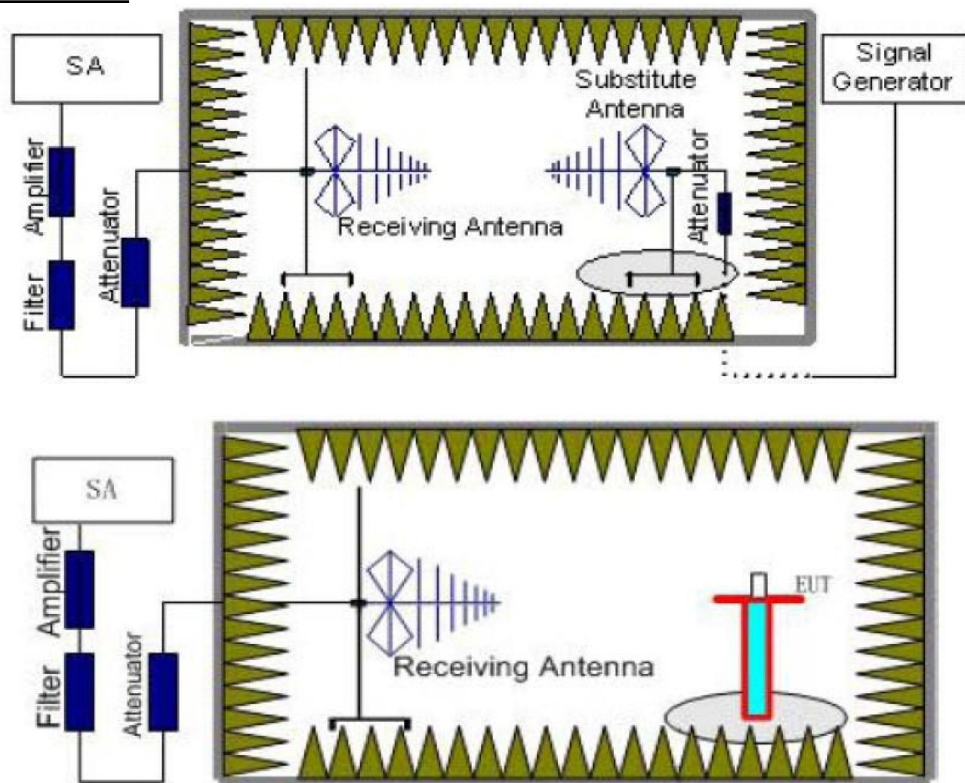 SA
Signal
Generator
Substitute
Antenna
Amplifier
Attenuator
Receiving Antenna
Attenuator
Filter
SA
Amplifier
EUT
Receiving Antenna
Filter
Attenuator